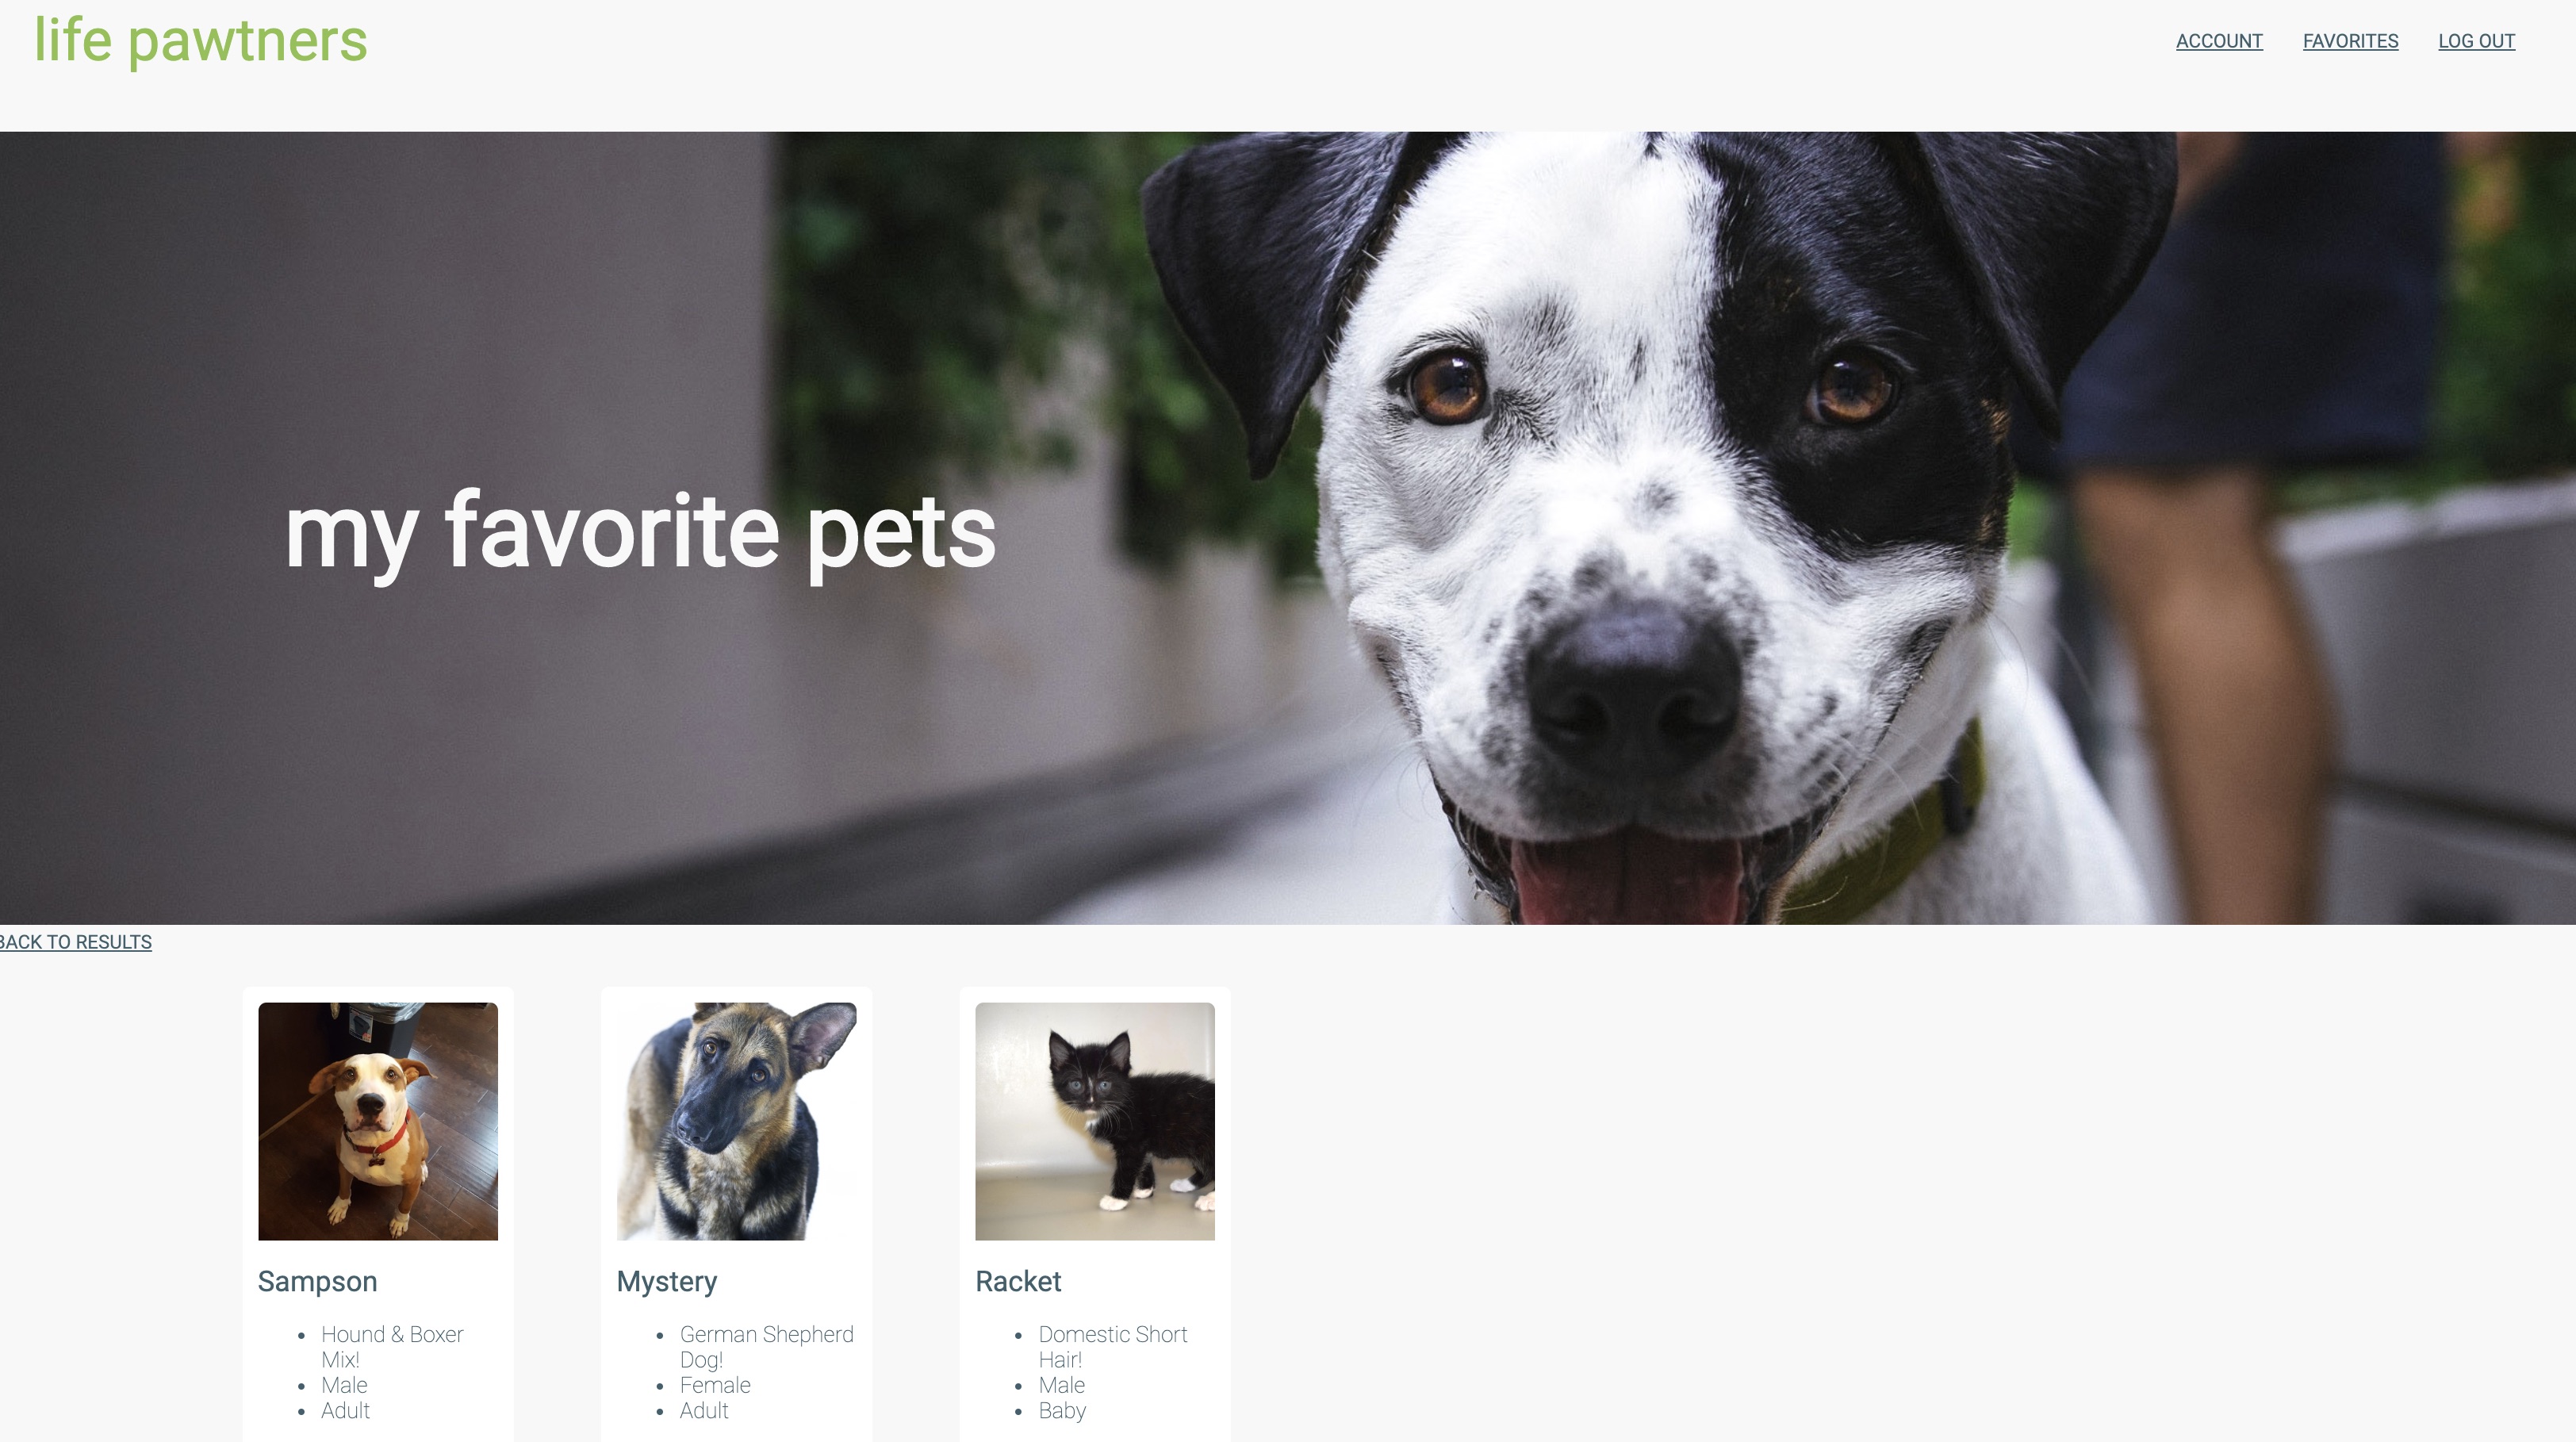 life pawtners
ACCOUNT FAVORITES LOG OUT
my favorite pets
BACK TO RESULTS
Sampson
Hound & Boxer
Mix!
Male
Adult
Mystery
German Shepherd
Dog!
Female
Adult
Racket
Domestic Short
Hair!
Male
Baby